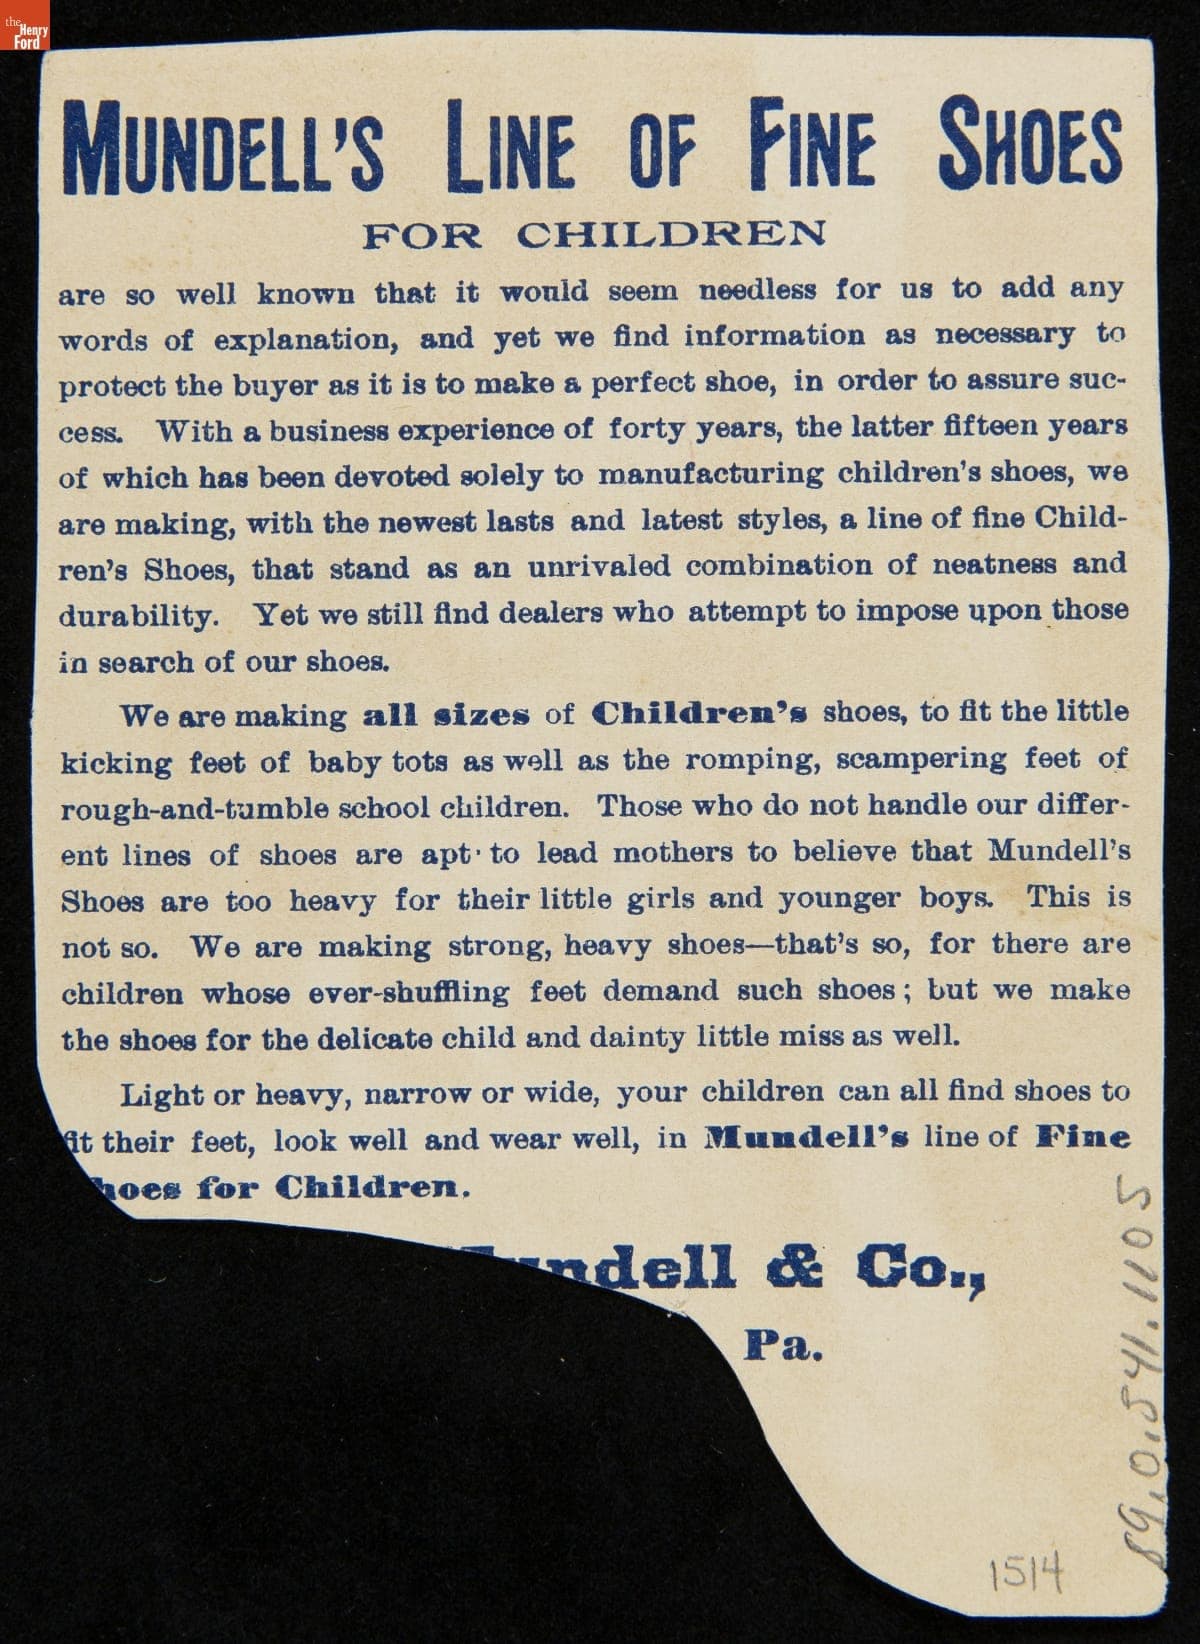 the Henry Ford
MUNDELL'S LINE OF FINE SHOES
FOR CHILDREN
are so well known that it would seem needless for us to add any
words of explanation, and yet we find information as necessary to
protect the buyer as it is to make a perfect shoe, in order to assure suc-
cess. With a business experience of forty years, the latter fifteen years
of which has been devoted solely to manufacturing children's shoes, we
are making, with the newest lasts and latest styles, a line of fine Child-
ren's Shoes, that stand as an unrivaled combination of neatness and
durability. Yet we still find dealers who attempt to impose upon those
in search of our shoes.
We are making all sizes of Children's shoes, to fit the little
kicking feet of baby tots as well as the romping, scampering feet of
rough-and-tumble school children. Those who do not handle our differ-
ent lines of shoes are apt to lead mothers to believe that Mundell's
Shoes are too heavy for their little girls and younger boys. This is
not so. We are making strong, heavy shoes—that's so, for there are
children whose ever-shuffling feet demand such shoes; but we make
the shoes for the delicate child and dainty little miss as well.
Light or heavy, narrow or wide, your children can all find shoes to
fit their feet, look well and wear well, in Mundell's line of Fine
hoes for Children.
Mundell & Co.,
Pa.
89.0.541.1105
1514